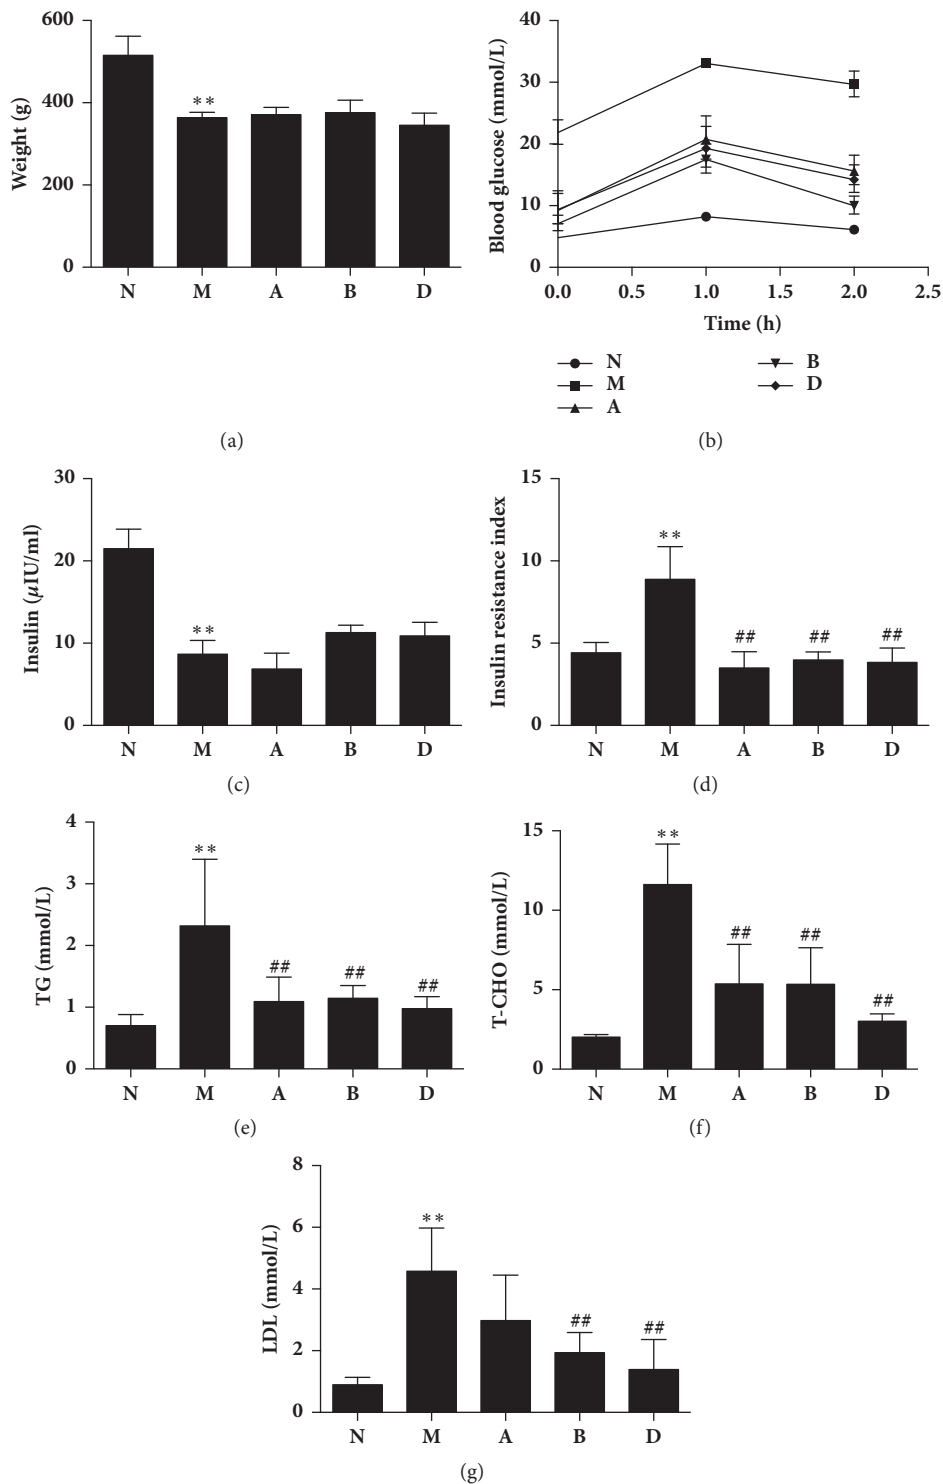 600
400
200
0
Weight (g)
**
N M A B D
(a)
40
30
20
10
0
Blood glucose (mmol/L)
0.0 0.5 1.0 1.5 2.0 2.5
Time (h)
N B
M D
A
(b)
30
20
10
0
Insulin (μIU/ml)
**
N M A B D
(c)
15
10
5
0
Insulin resistance index
**
## ## ##
N M A B D
(d)
4
3
2
1
0
TG (mmol/L)
**
## ## ##
N M A B D
(e)
15
10
5
0
T-CHO (mmol/L)
**
## ## ##
N M A B D
(f)
8
6
4
2
0
LDL (mmol/L)
**
## ##
N M A B D
(g)